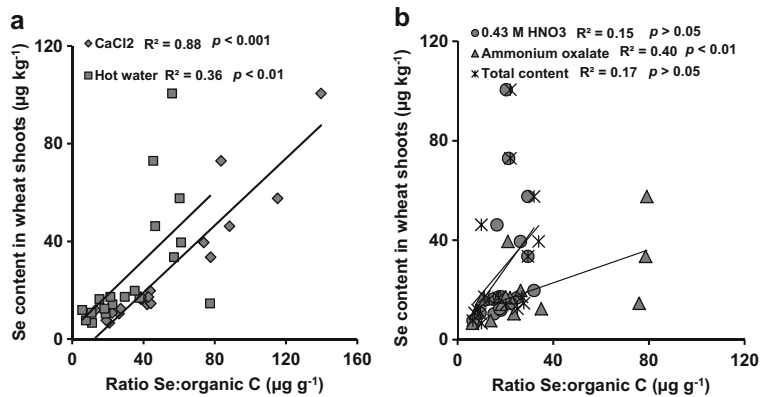 a
CaCl2 R² = 0.88 p < 0.001
Hot water R² = 0.36 p < 0.01
Se content in wheat shoots (µg kg⁻¹)
120
80
40
0
0 40 80 120 160
Ratio Se:organic C (µg g⁻¹)
b
0.43 M HNO3 R² = 0.15 p > 0.05
Ammonium oxalate R² = 0.40 p < 0.01
Total content R² = 0.17 p > 0.05
Se content in wheat shoots (µg kg⁻¹)
120
80
40
0
0 40 80 120
Ratio Se:organic C (µg g⁻¹)